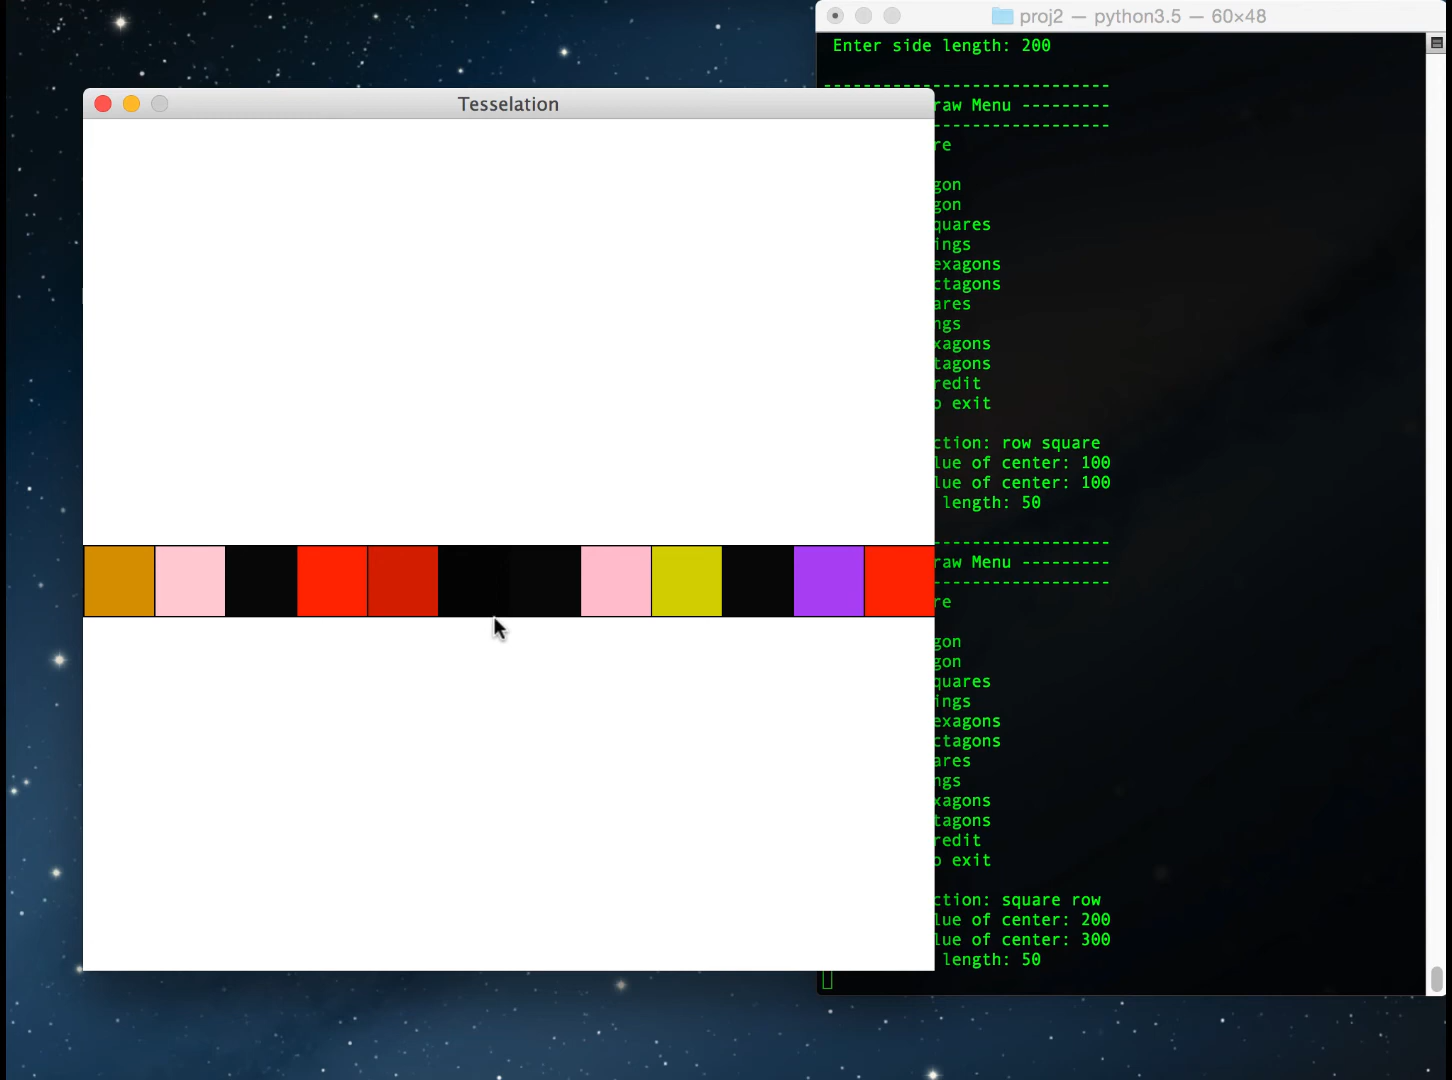 proj2 — python3.5 — 60×48
Enter side length: 200
----------------------------
Tesselation
raw Menu ---------
------------------
re
gon
gon
quares
ings
exagons
ctagons
ares
ngs
xagons
tagons
redit
o exit
ction: row square
lue of center: 100
lue of center: 100
length: 50
------------------
raw Menu ---------
------------------
re
gon
gon
quares
ings
exagons
ctagons
ares
ngs
xagons
tagons
redit
o exit
ction: square row
lue of center: 200
lue of center: 300
length: 50